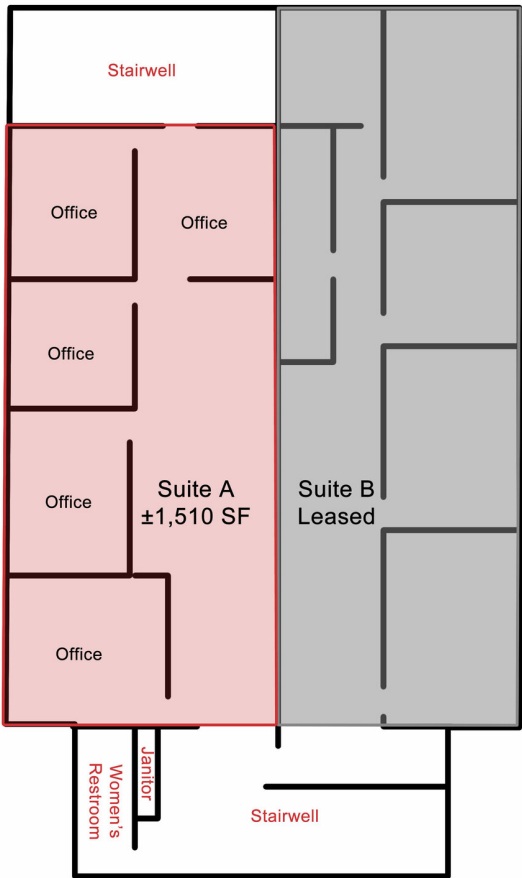 Stairwell
Office
Office
Office
Office
Suite A
±1,510 SF
Suite B
Leased
Office
Janitor
Women's
Restroom
Stairwell